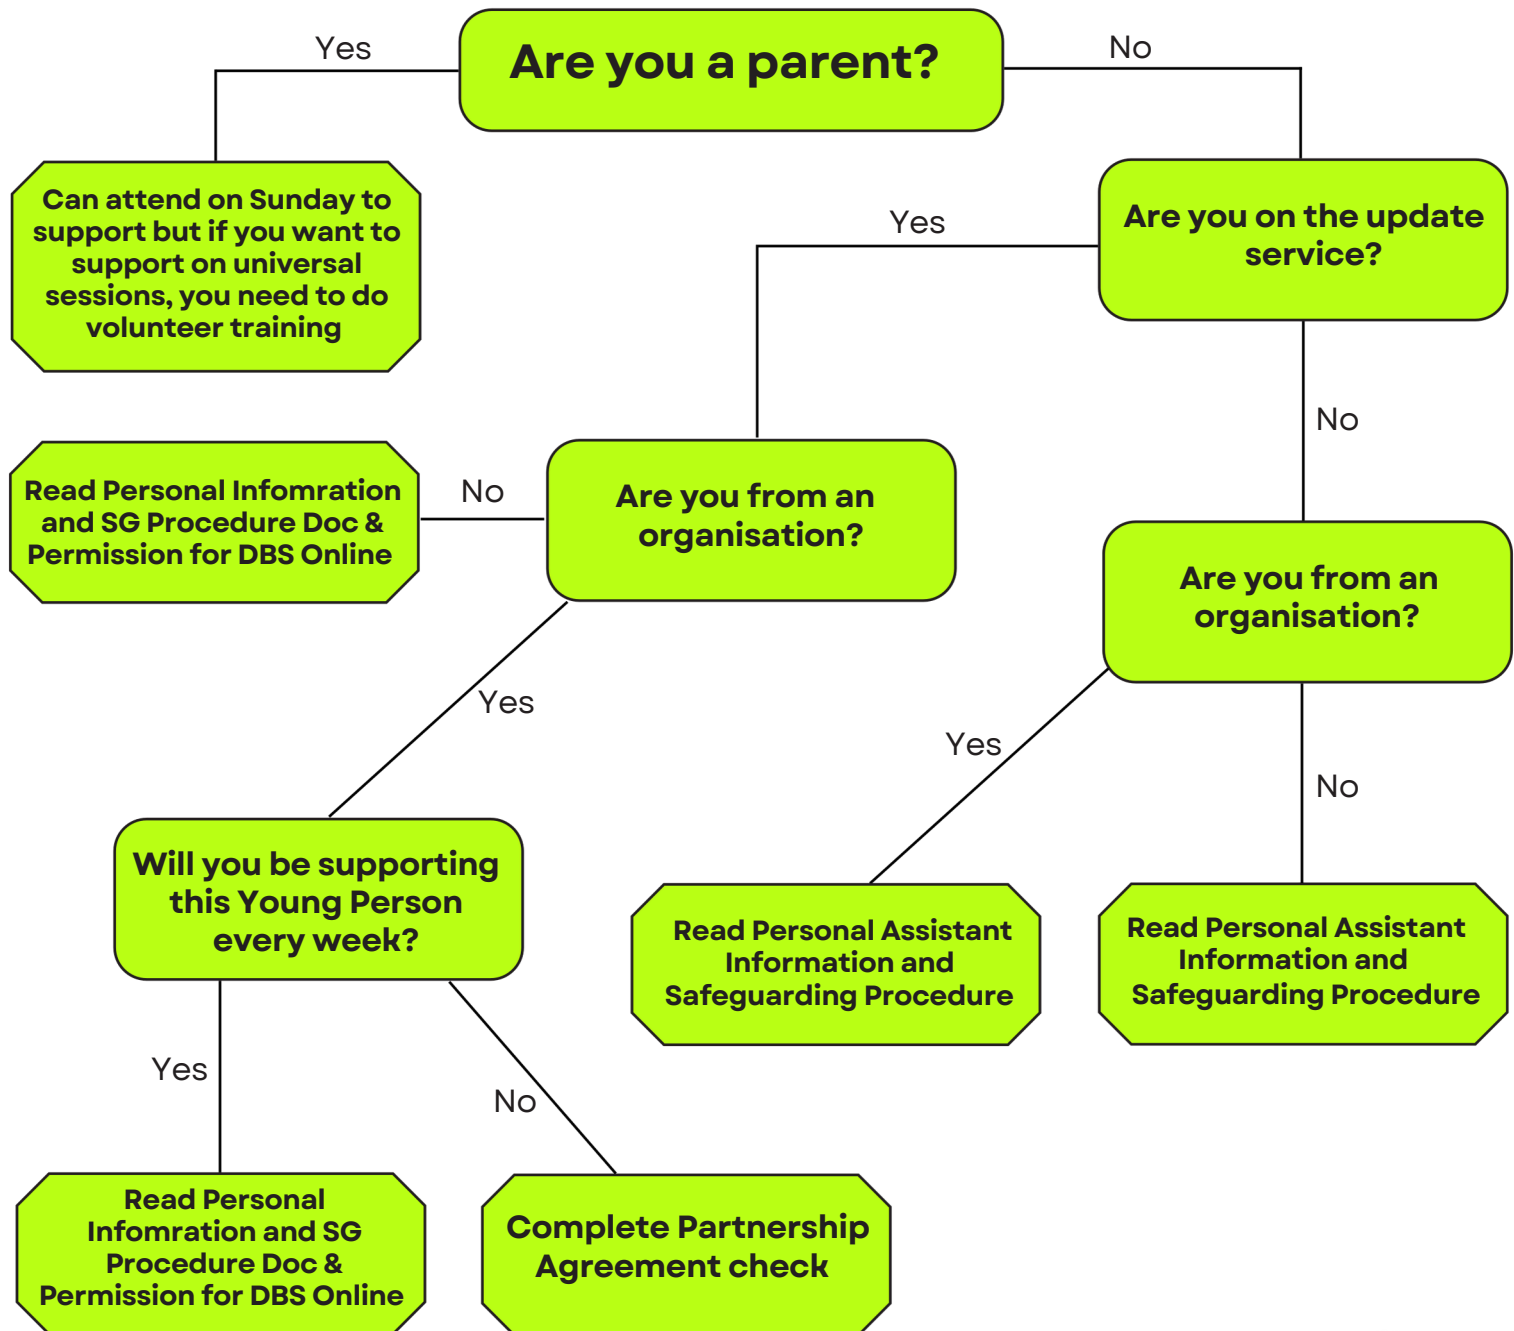 Are you a parent?
Yes
No
Can attend on Sunday to
support but if you want to
support on universal
sessions, you need to do
volunteer training
Are you on the update
service?
Yes
No
Read Personal Infomration
and SG Procedure Doc &
Permission for DBS Online
No
Are you from an
organisation?
Are you from an
organisation?
Yes
Yes
No
Will you be supporting
this Young Person
every week?
Read Personal Assistant
Information and
Safeguarding Procedure
Read Personal Assistant
Information and
Safeguarding Procedure
Yes
No
Read Personal
Infomration and SG
Procedure Doc &
Permission for DBS Online
Complete Partnership
Agreement check